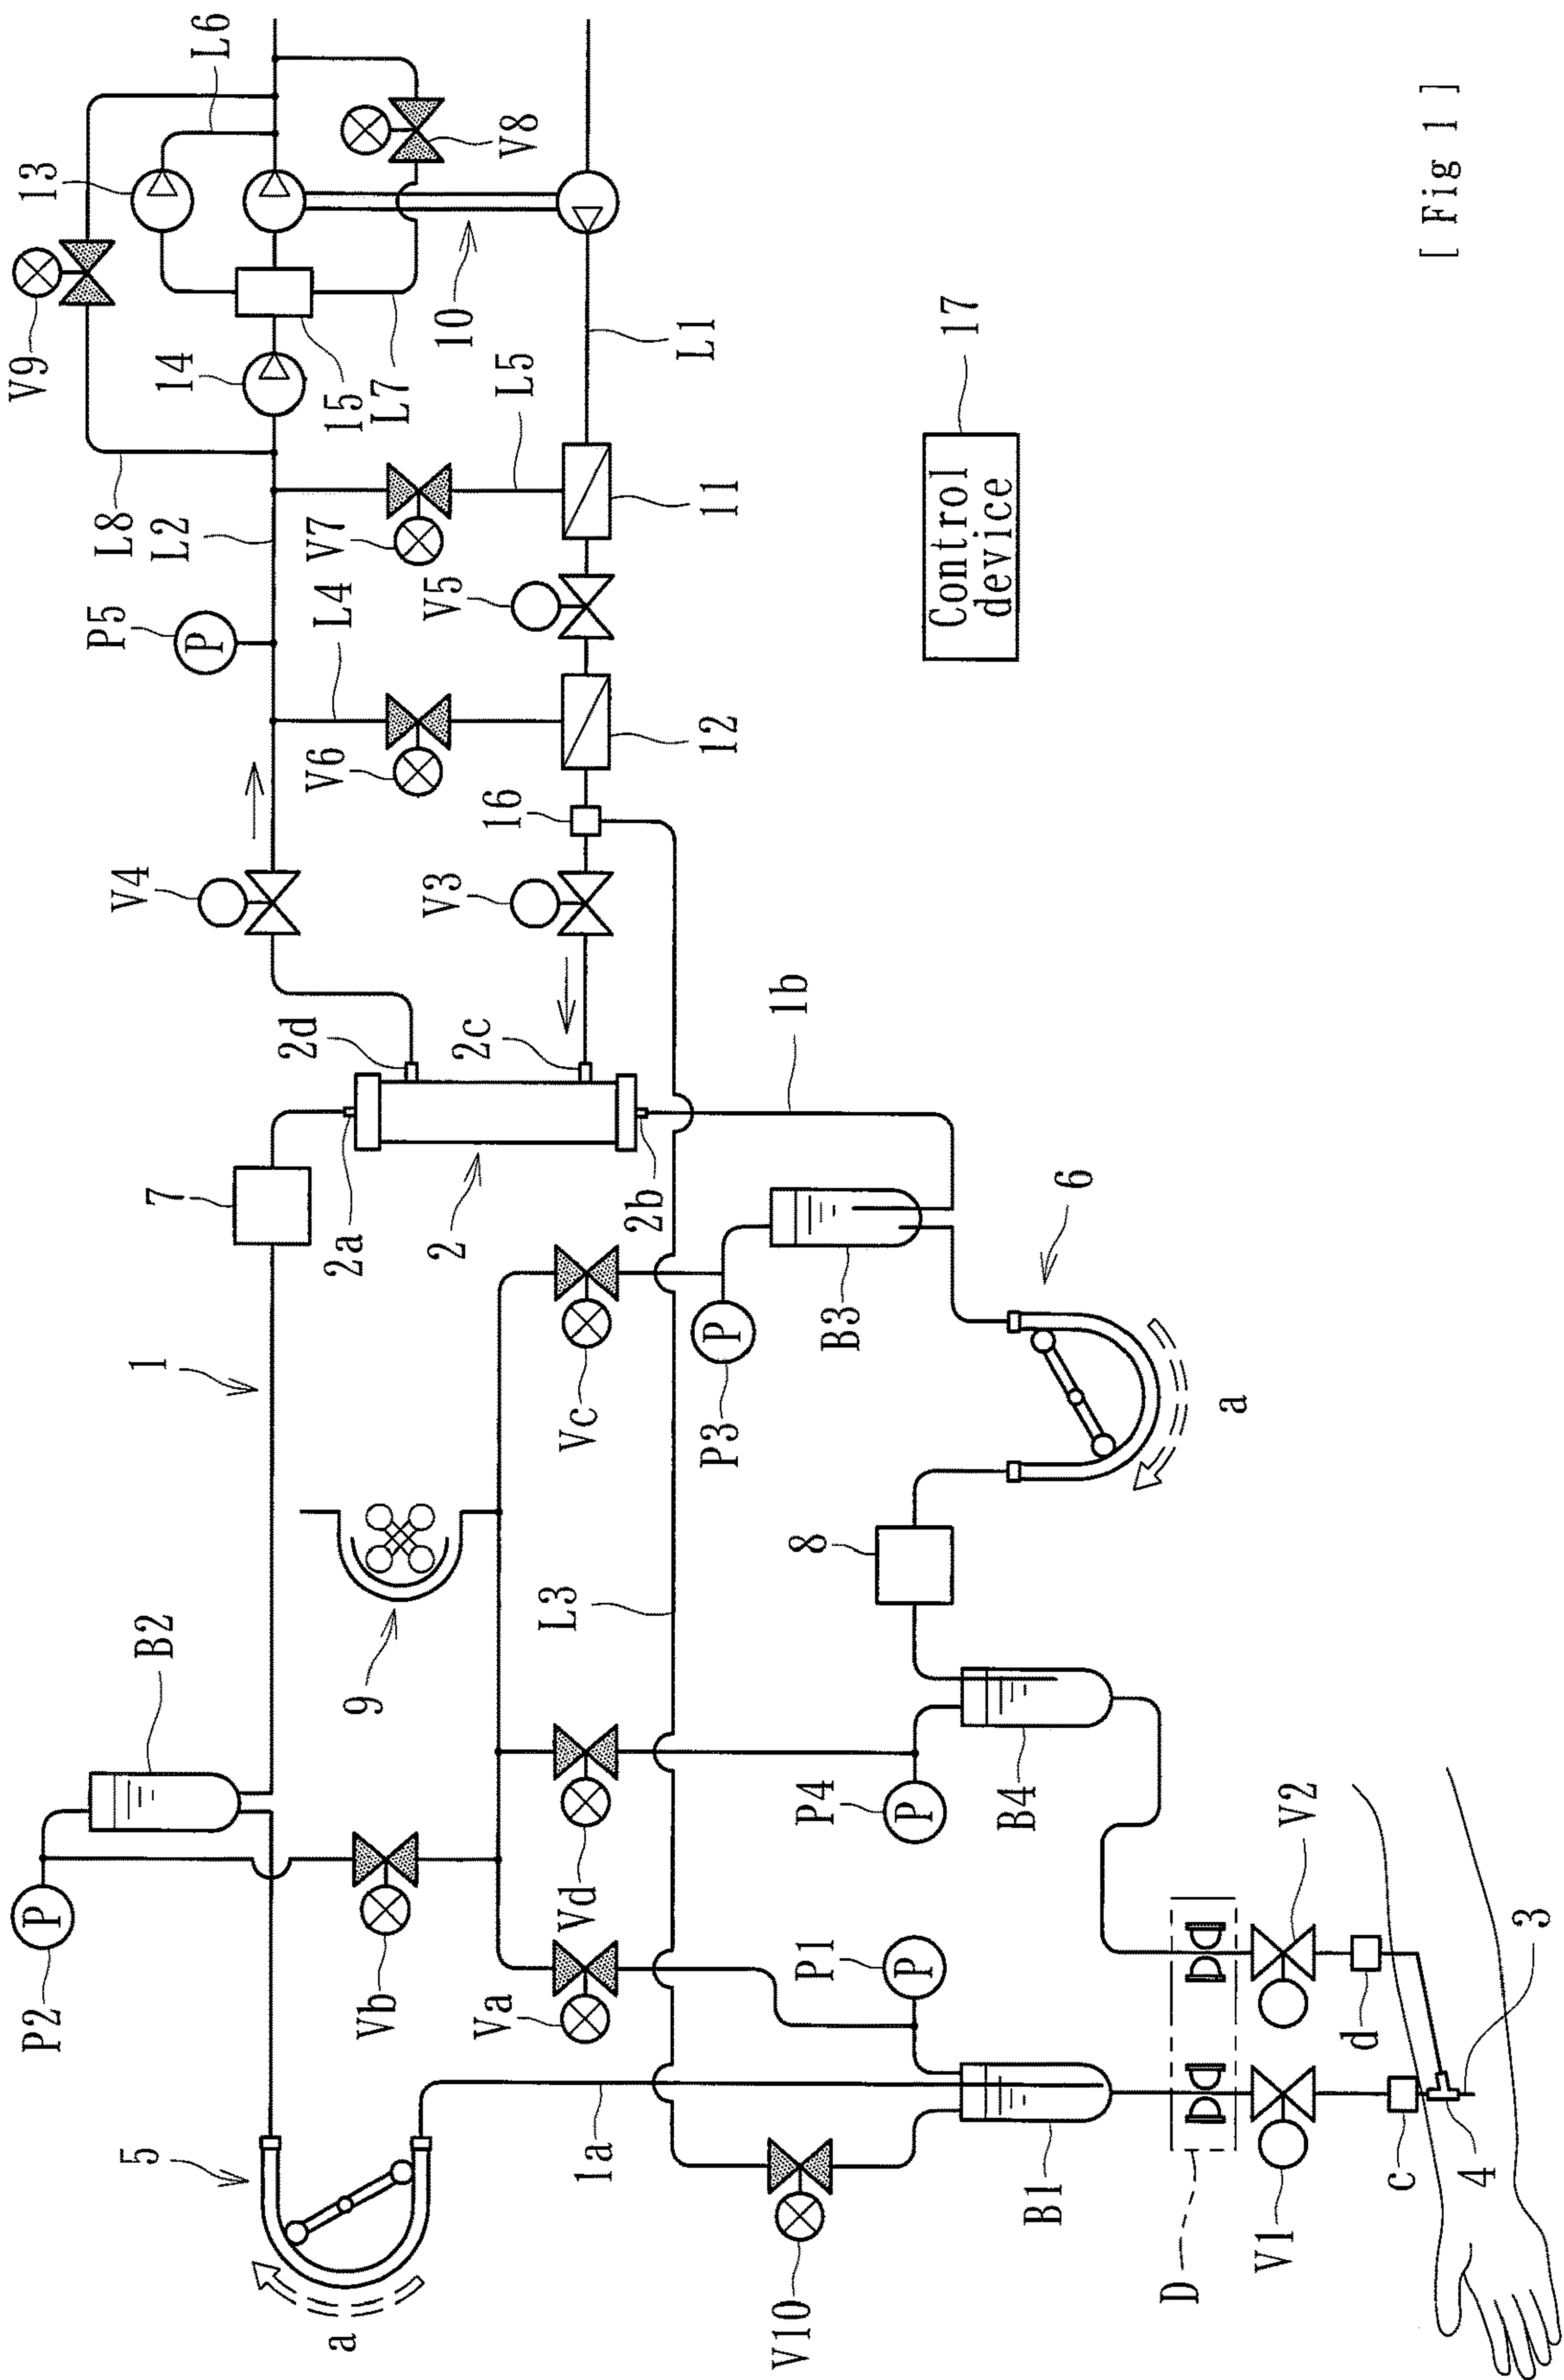 P2
P
B2
1
7
2a
2d
V4
P5
P
L8
L2
V9
14
13
L6
5
a
Vb
9
2
2c
V6
L4
V7
15
L7
V8
Va
Vd
Vc
2b
V3
16
V5
L5
10
1a
L3
P3
P
12
11
L1
V10
P1
P
P4
P
8
B3
1b
B1
B4
6
a
Control
device
17
D
V1
V2
c
d
4
3
[Fig 1]